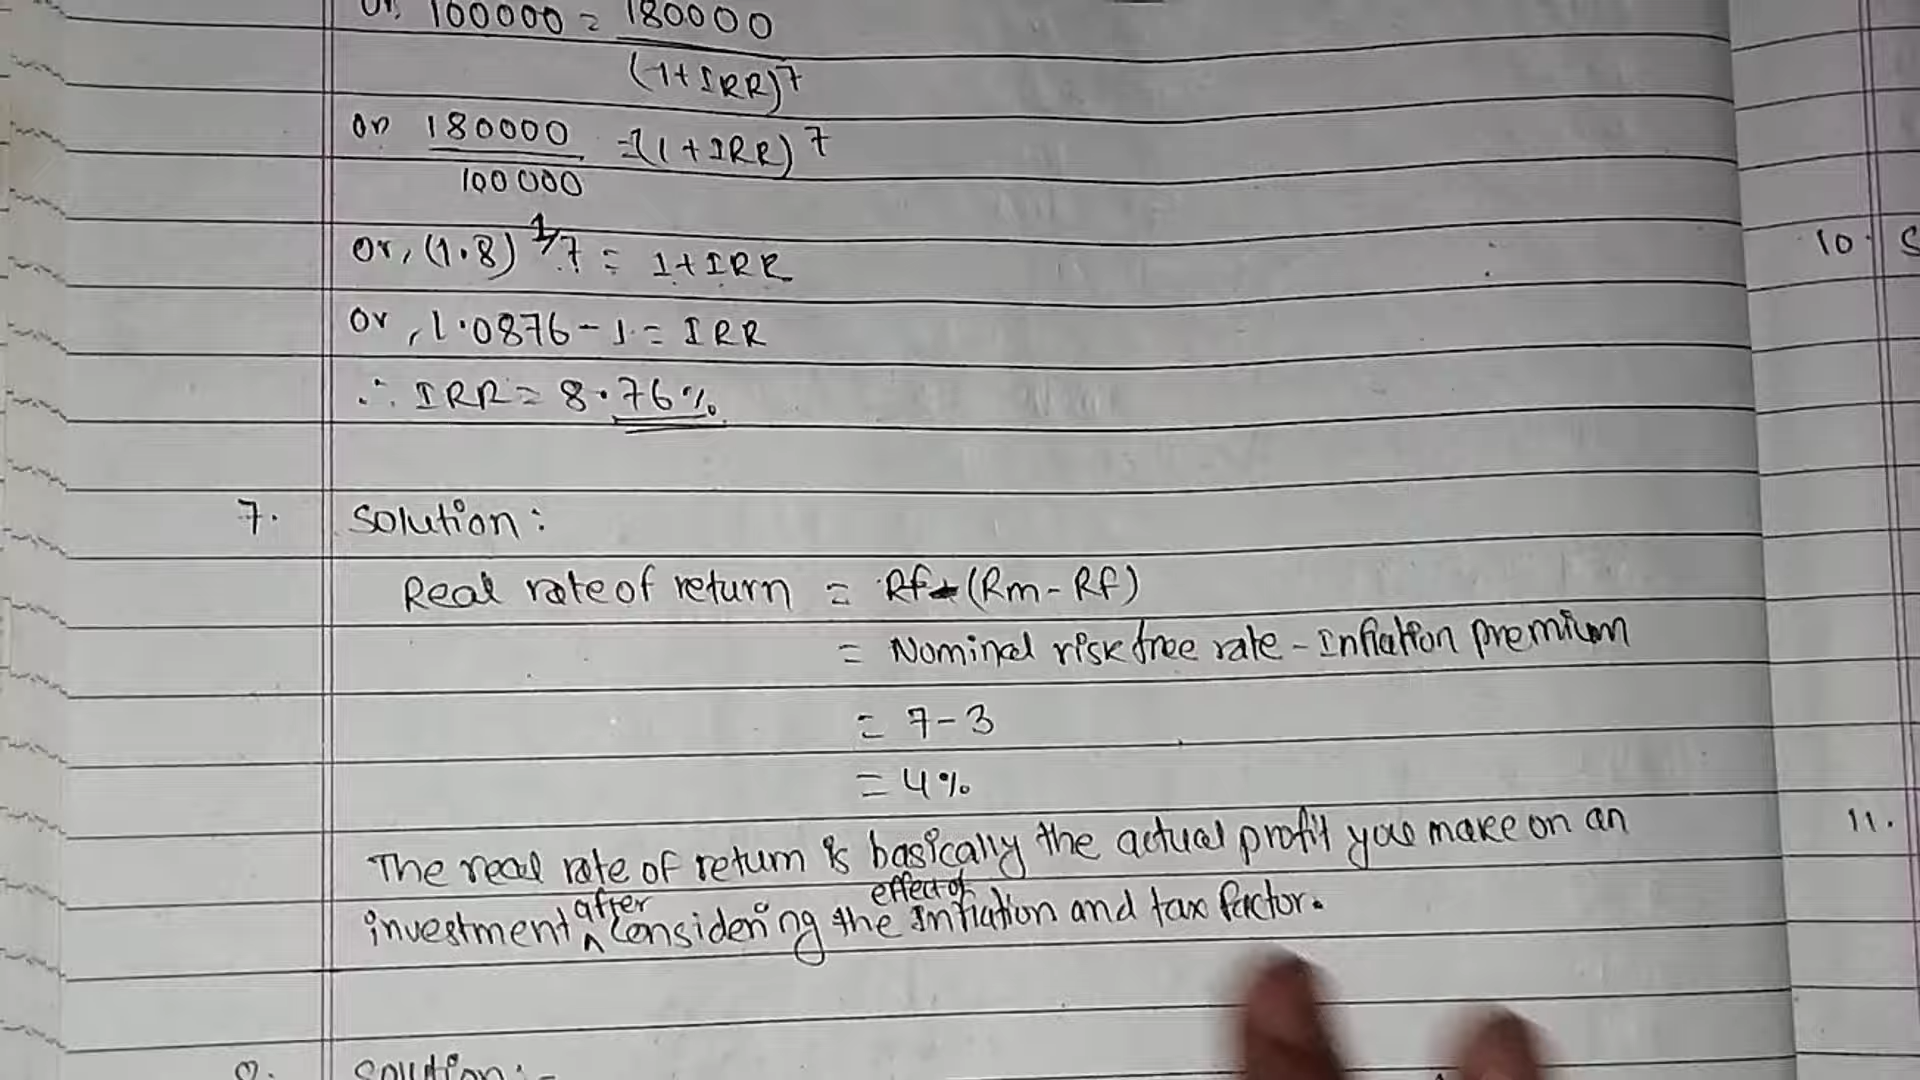 Or, 100000 = 180000
(1+IRR)^7
or 180000 = (1+IRR)^7
100000
or, (1.8)^1/7 = 1+IRR
or, 1.0876 - 1 = IRR
∴ IRR = 8.76%
10. S
7. Solution:
Real rate of return = Rf - (Rm - Rf)
= Nominal risk free rate - Inflation premium
= 7-3
= 4%
The real rate of return is basically the actual profit you make on an
11.
investment after considering the effect of Inflation and tax factor.
Solution:-